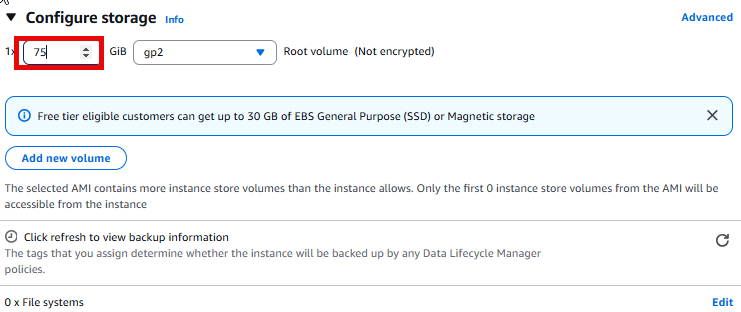 Configure storage Info Advanced
1x 75 GiB gp2 Root volume (Not encrypted)
Free tier eligible customers can get up to 30 GB of EBS General Purpose (SSD) or Magnetic storage
Add new volume
The selected AMI contains more instance store volumes than the instance allows. Only the first 0 instance store volumes from the AMI will be
accessible from the instance
Click refresh to view backup information
The tags that you assign determine whether the instance will be backed up by any Data Lifecycle Manager
policies.
0 x File systems Edit